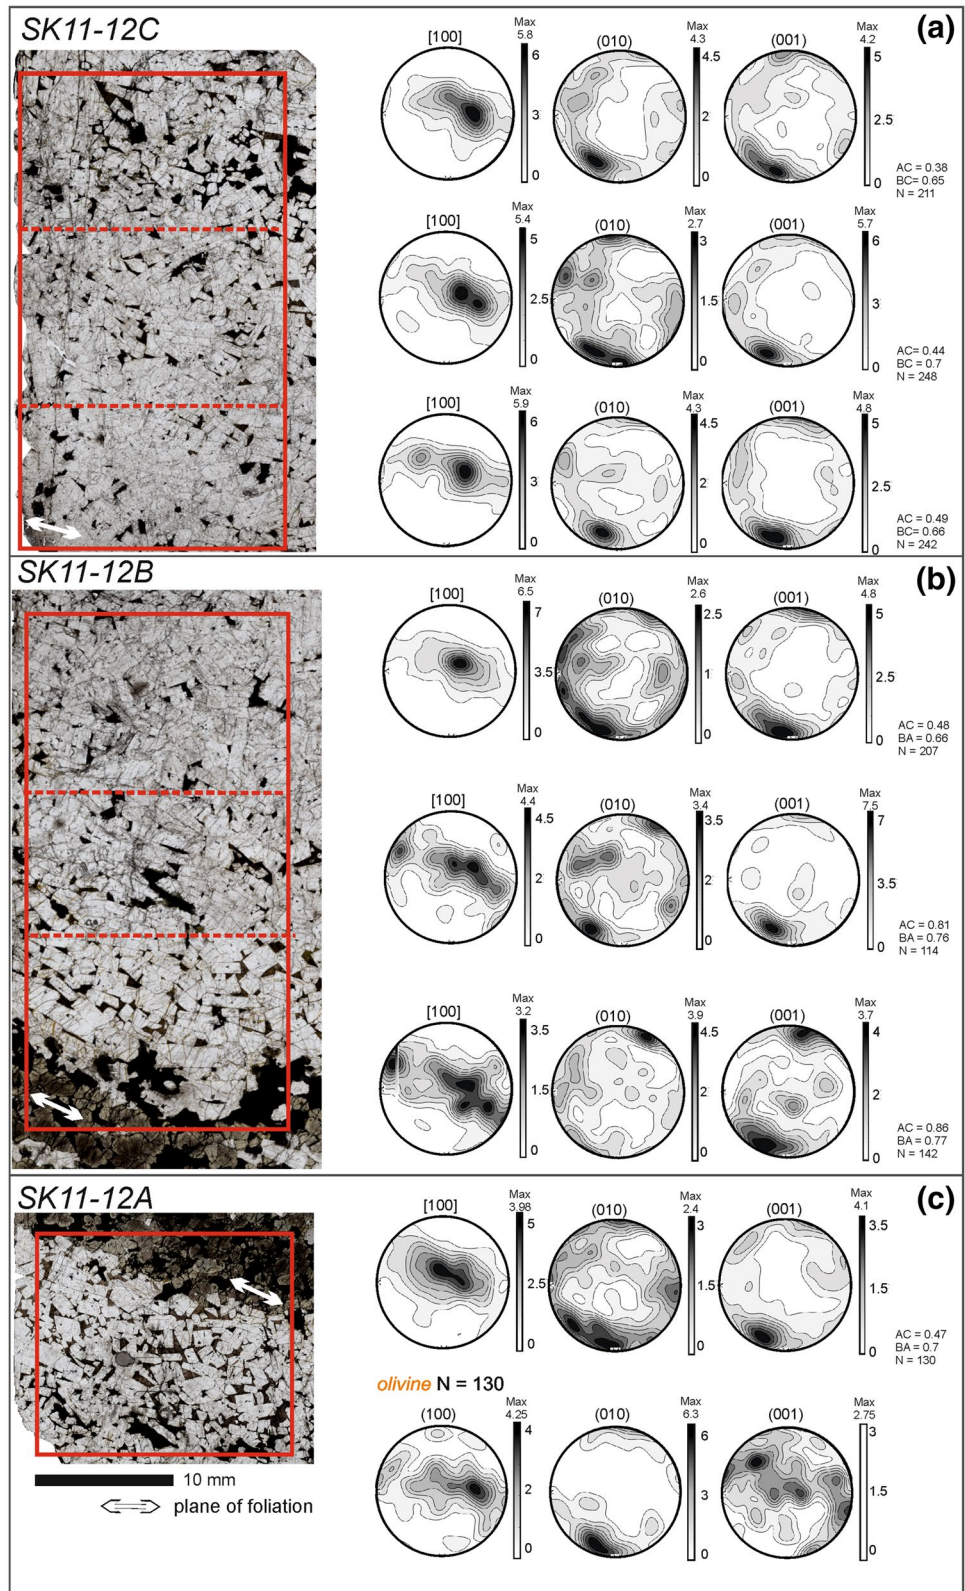 SK11-12C
(a)
[100]
Max
5.8
6
3
0
(010)
Max
4.3
4.5
2
0
(001)
Max
4.2
5
2.5
0
AC = 0.38
BC= 0.65
N = 211
[100]
Max
5.4
5
2.5
0
(010)
Max
2.7
3
1.5
0
(001)
Max
5.7
6
3
0
AC= 0.44
BC = 0.7
N = 248
[100]
Max
5.9
6
3
0
(010)
Max
4.3
4.5
2
0
(001)
Max
4.8
5
2.5
0
AC = 0.49
BC= 0.66
N = 242
SK11-12B
(b)
[100]
Max
6.5
7
3.5
0
(010)
Max
2.6
2.5
1
0
(001)
Max
4.8
5
2.5
0
AC = 0.48
BA = 0.66
N = 207
[100]
Max
4.4
4.5
2
0
(010)
Max
3.4
3.5
2
0
(001)
Max
7.5
7
3.5
0
AC = 0.81
BA = 0.76
N = 114
[100]
Max
3.2
3.5
1.5
0
(010)
Max
3.9
4.5
2
0
(001)
Max
3.7
4
2
0
AC = 0.86
BA = 0.77
N = 142
SK11-12A
(c)
[100]
Max
3.98
5
2.5
0
(010)
Max
2.4
3
1.5
0
(001)
Max
4.1
3.5
1.5
0
AC = 0.47
BA = 0.7
N = 130
olivine N = 130
(100)
Max
4.25
4
2
0
(010)
Max
6.3
6
3
0
(001)
Max
2.75
3
1.5
0
10 mm
plane of foliation